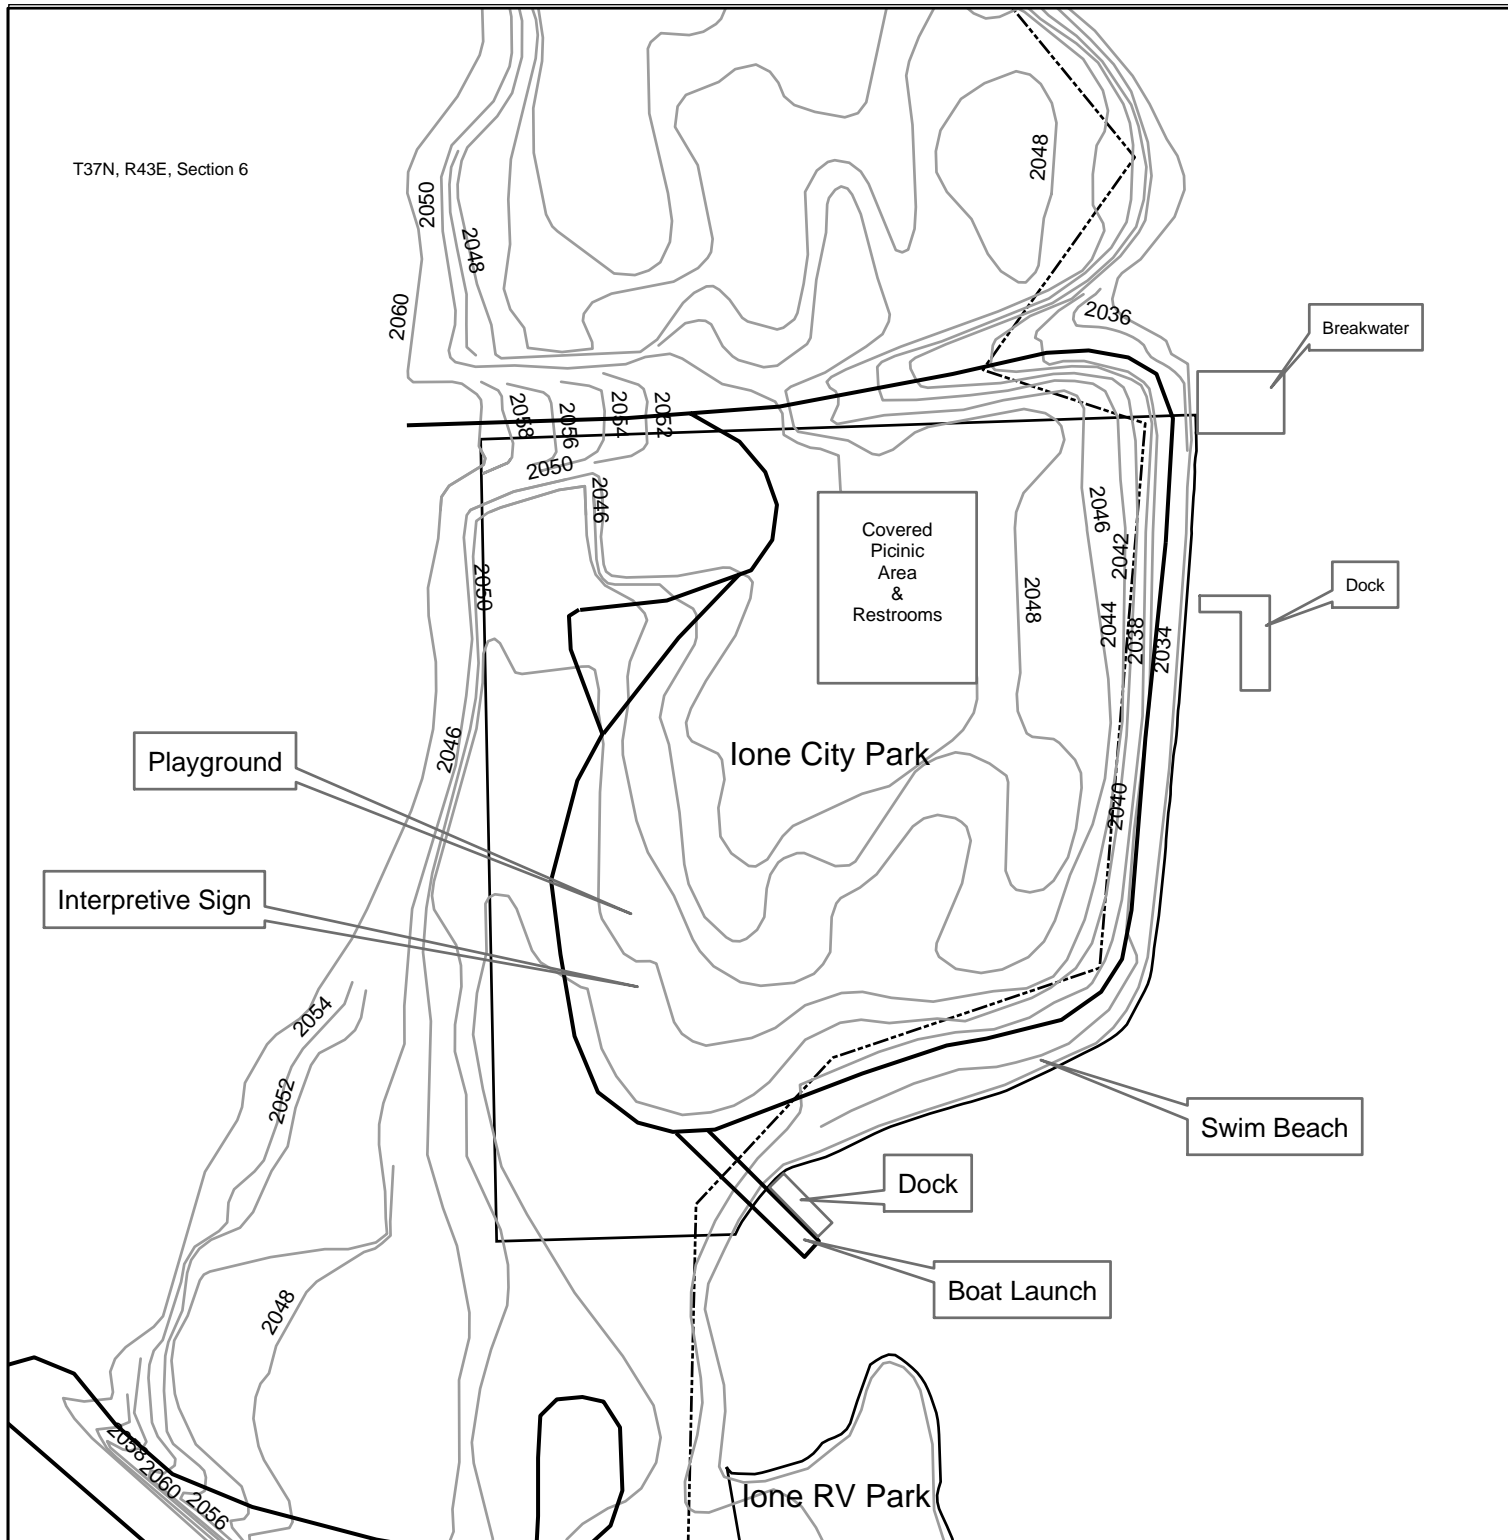 T37N, R43E, Section 6
2048
2050
2048
2060
2036
Breakwater
2058
2056
2054
2052
2050
2046
2046
Covered
Picinic
Area
&
Restrooms
2042
2050
2048
2044
2038
2034
Dock
2046
Playground
Ione City Park
2040
Interpretive Sign
2054
2052
Swim Beach
Dock
2048
Boat Launch
2058
2060
2056
Ione RV Park